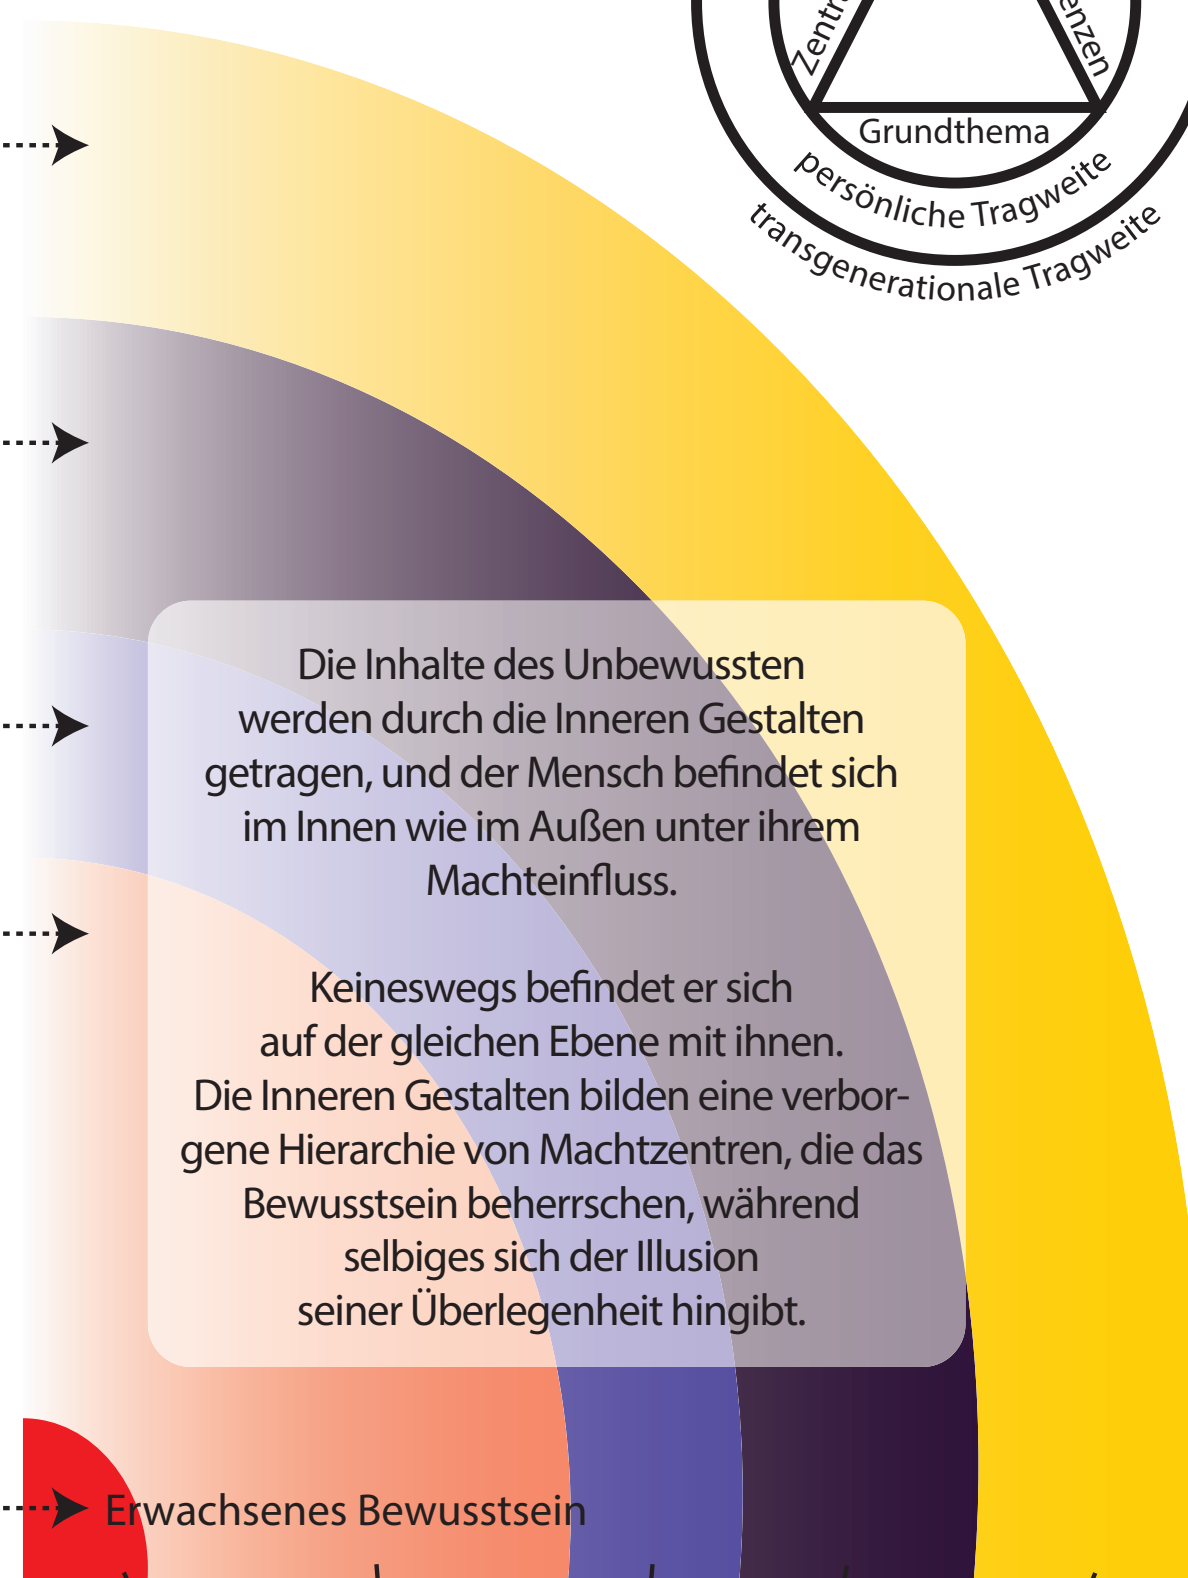 Grundthema
persönliche Tragweite
transgenerationale Tragweite
Die Inhalte des Unbewussten
werden durch die Inneren Gestalten
getragen, und der Mensch befindet sich
im Innen wie im Außen unter ihrem
Machteinfluss.
Keineswegs befindet er sich
auf der gleichen Ebene mit ihnen.
Die Inneren Gestalten bilden eine verbor-
gene Hierarchie von Machtzentren, die das
Bewusstsein beherrschen, während
selbiges sich der Illusion
seiner Überlegenheit hingibt.
Erwachsenes Bewusstsein